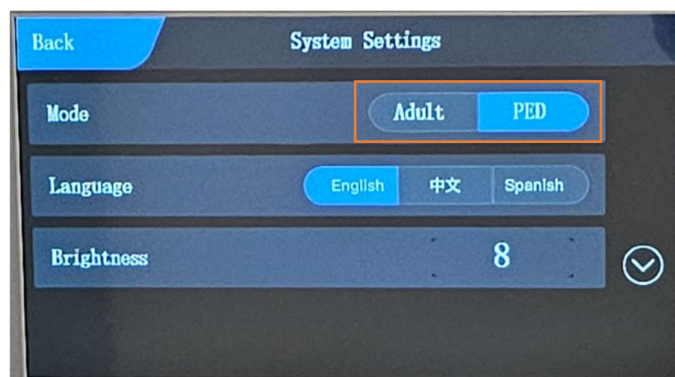 Back System Settings
Mode Adult PED
Language English 中文 Spanish
Brightness 8